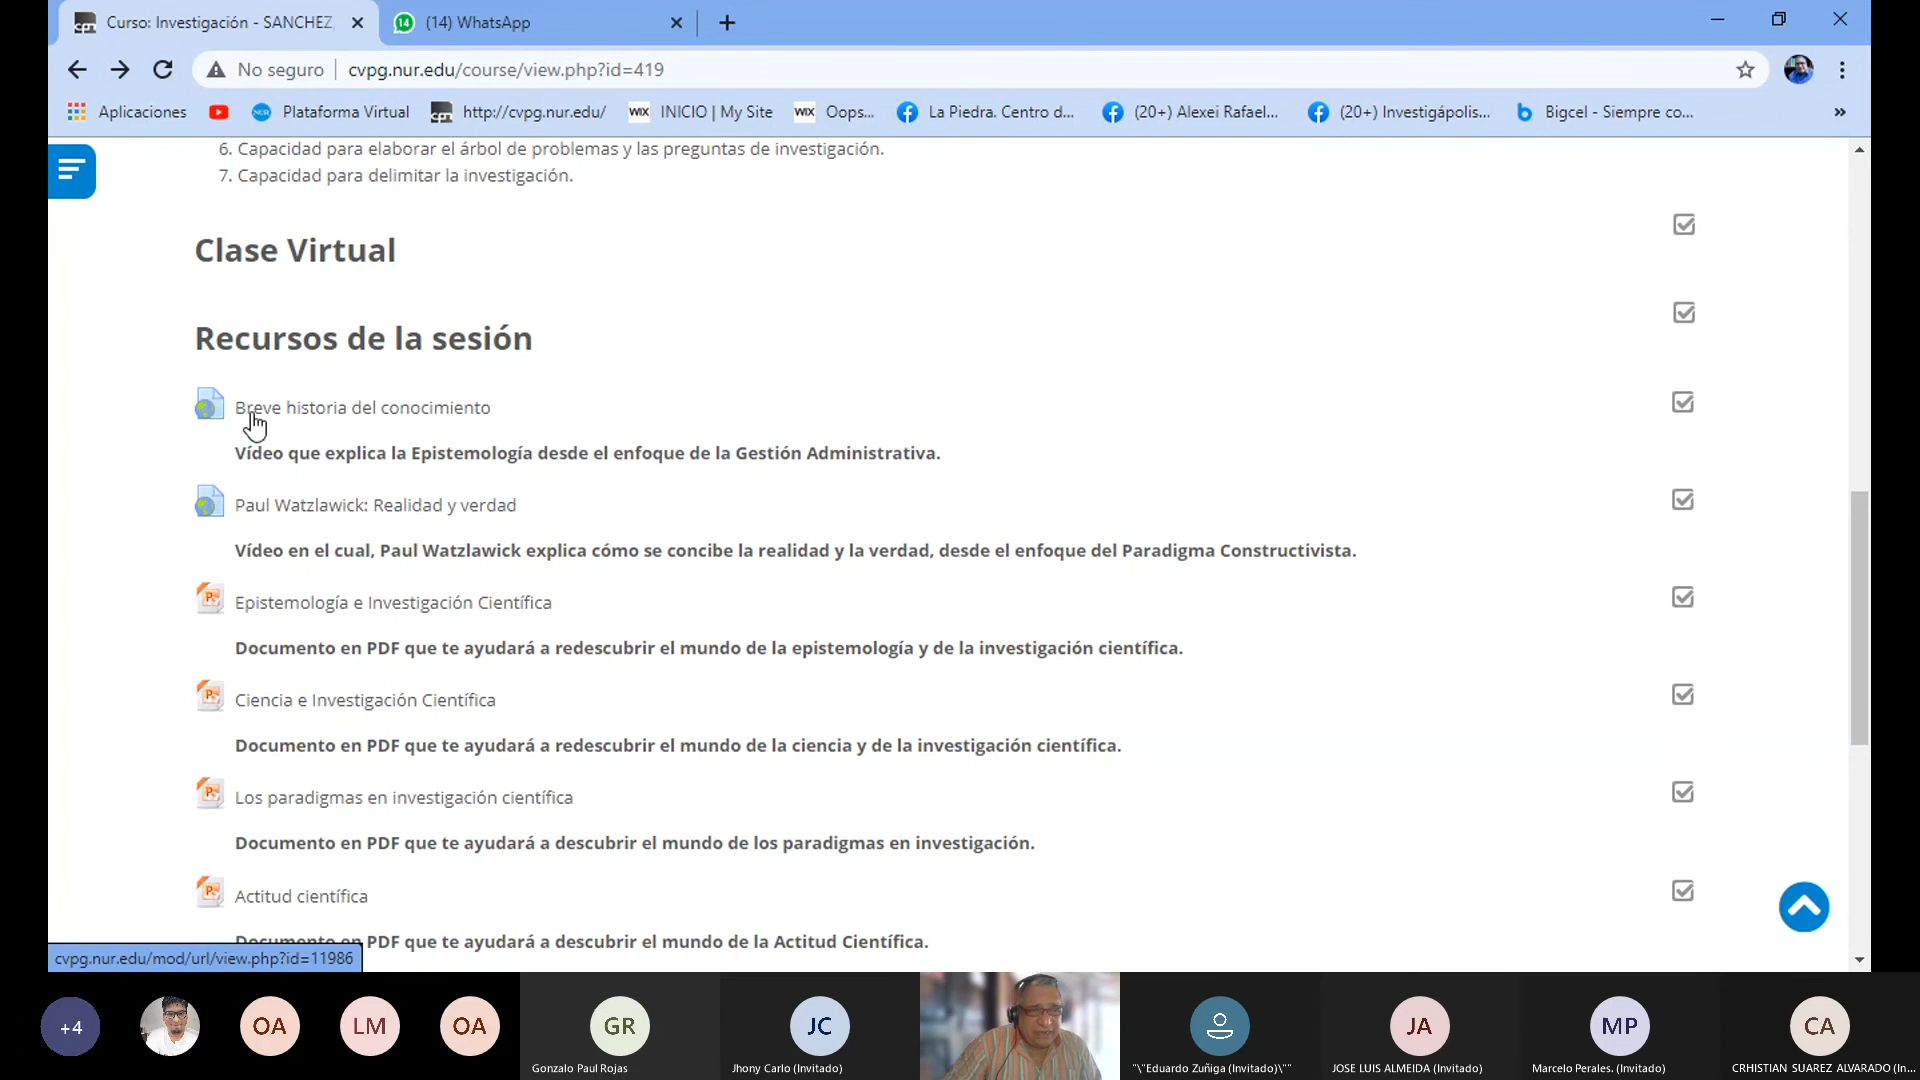 Curso: Investigación - SANCHEZ,
(14) WhatsApp
No seguro
cvpg.nur.edu/course/view.php?id=419
Aplicaciones
Plataforma Virtual
http://cvpg.nur.edu/
INICIO | My Site
Oops...
La Piedra. Centro d...
(20+) Alexei Rafael...
(20+) Investigápolis...
Bigcel - Siempre co...
6. Capacidad para elaborar el árbol de problemas y las preguntas de investigación.
7. Capacidad para delimitar la investigación.
Clase Virtual
Recursos de la sesión
Breve historia del conocimiento
Vídeo que explica la Epistemología desde el enfoque de la Gestión Administrativa.
Paul Watzlawick: Realidad y verdad
Vídeo en el cual, Paul Watzlawick explica cómo se concibe la realidad y la verdad, desde el enfoque del Paradigma Constructivista.
Epistemología e Investigación Científica
Documento en PDF que te ayudará a redescubrir el mundo de la epistemología y de la investigación científica.
Ciencia e Investigación Científica
Documento en PDF que te ayudará a redescubrir el mundo de la ciencia y de la investigación científica.
Los paradigmas en investigación científica
Documento en PDF que te ayudará a descubrir el mundo de los paradigmas en investigación.
Actitud científica
Documento en PDF que te ayudará a descubrir el mundo de la Actitud Científica.
cvpg.nur.edu/mod/url/view.php?id=11986
+4
OA
LM
OA
GR
JC
JA
MP
CA
Gonzalo Paul Rojas
Jhony Carlo (Invitado)
"\"Eduardo Zuñiga (Invitado)\""
JOSE LUIS ALMEIDA (Invitado)
Marcelo Perales. (Invitado)
CRHISTIAN SUAREZ ALVARADO (In...